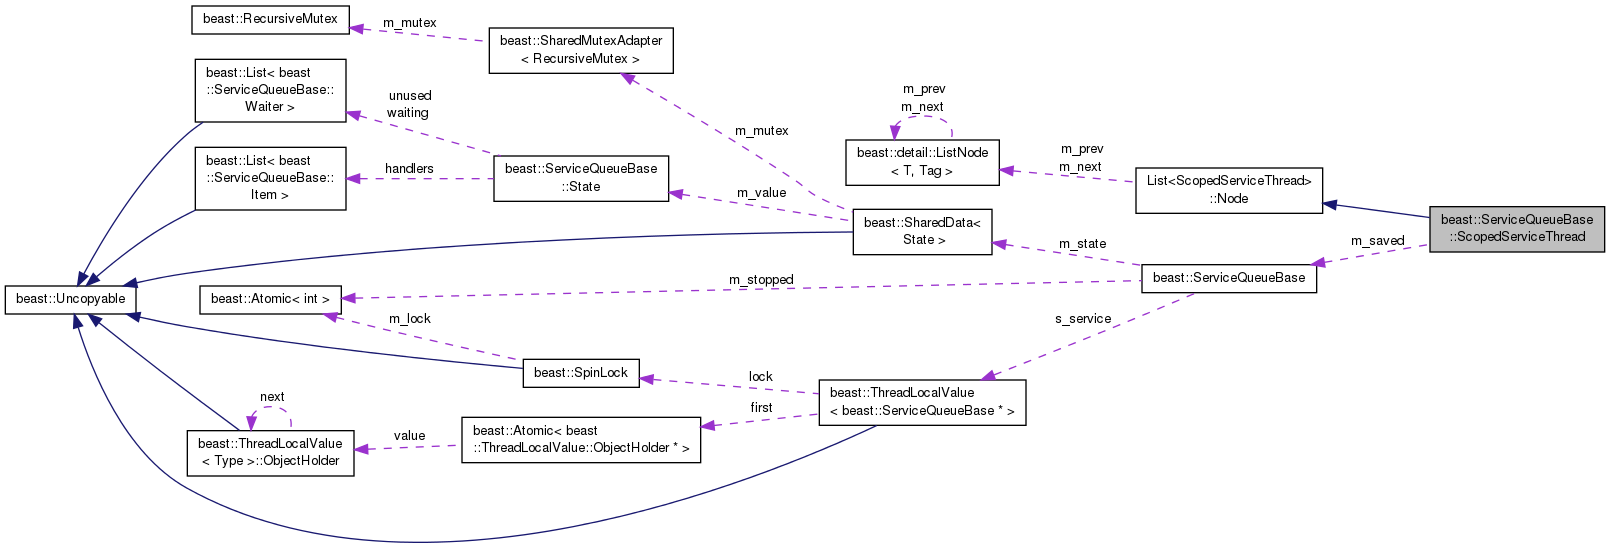 beast::RecursiveMutex
m_mutex
beast::SharedMutexAdapter
< RecursiveMutex >
beast::List< beast
::ServiceQueueBase::
Waiter >
unused
waiting
m_prev
m_next
m_mutex
beast::List< beast
::ServiceQueueBase::
Item >
handlers
beast::ServiceQueueBase
::State
m_value
beast::detail::ListNode
< T, Tag >
m_prev
m_next
List<ScopedServiceThread>
::Node
beast::SharedData<
State >
m_state
m_saved
beast::ServiceQueueBase
::ScopedServiceThread
beast::ServiceQueueBase
beast::Uncopyable
beast::Atomic< int >
m_stopped
m_lock
s_service
beast::SpinLock
lock
beast::ThreadLocalValue
< beast::ServiceQueueBase * >
first
next
beast::ThreadLocalValue
< Type >::ObjectHolder
value
beast::Atomic< beast
::ThreadLocalValue::ObjectHolder * >